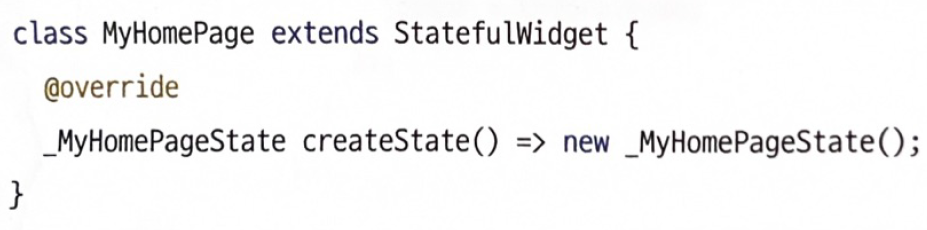 class MyHomePage extends StatefulWidget {
  @override
  _MyHomePageState createState() => new _MyHomePageState();
}